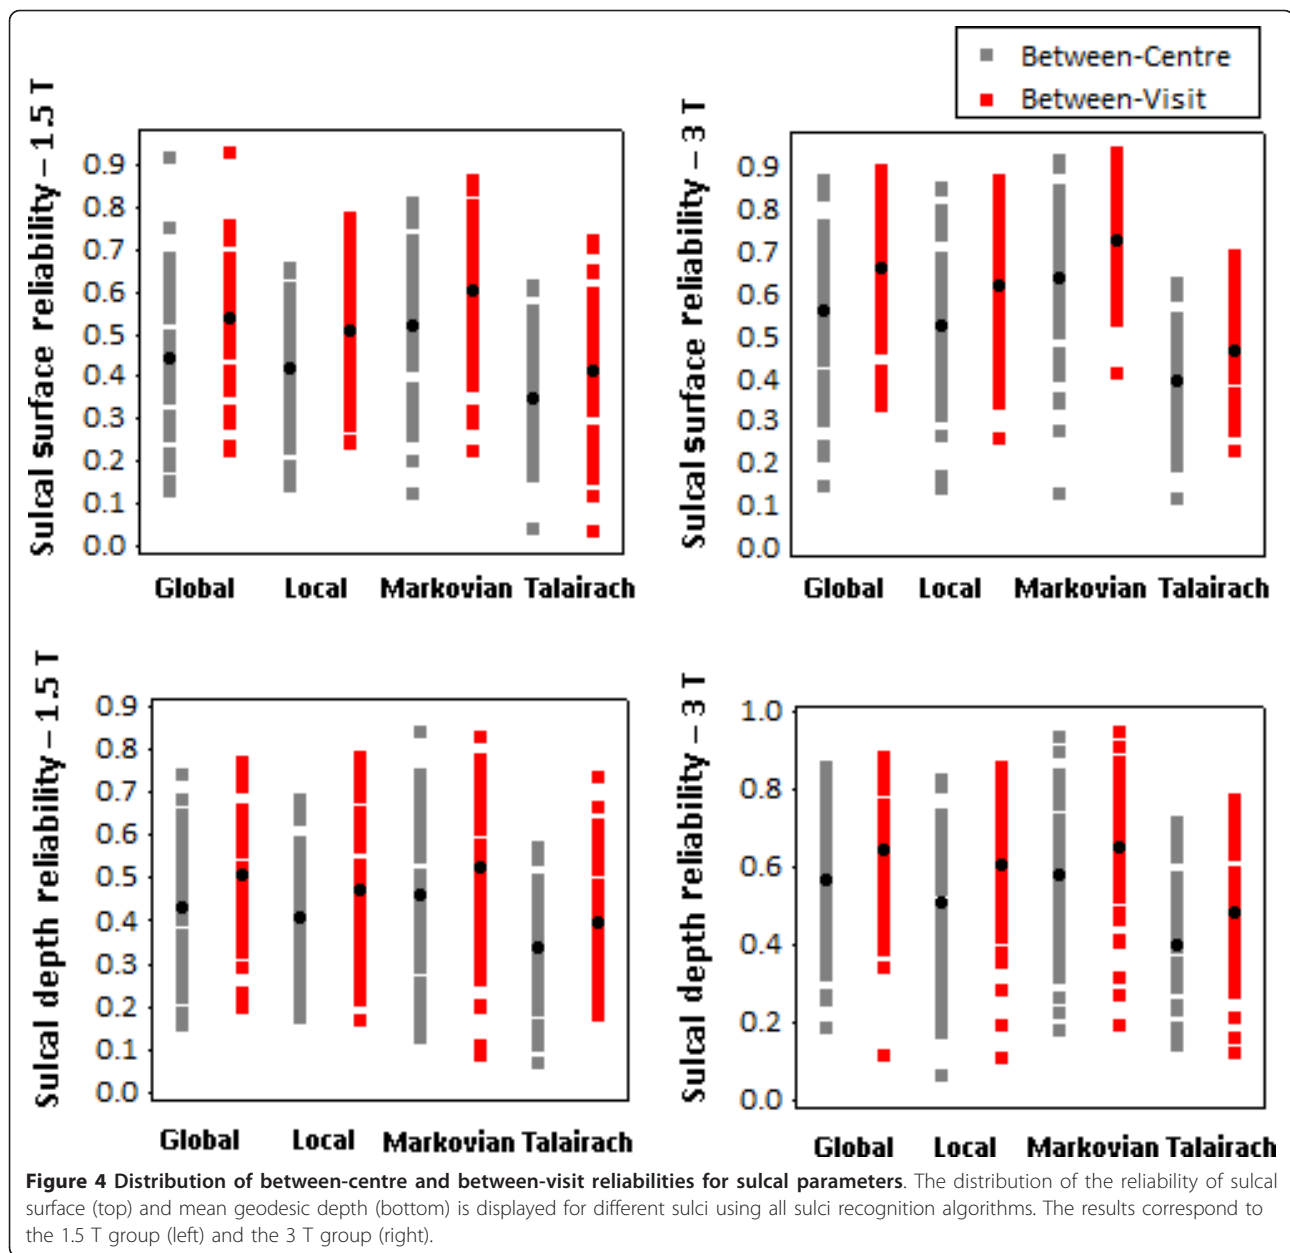 Between-Centre
Between-Visit
Sulcal surface reliability – 1.5 T
0.9
0.8
0.7
0.6
0.5
0.4
0.3
0.2
0.1
0.0
Global Local Markovian Talairach
Sulcal surface reliability – 3 T
0.9
0.8
0.7
0.6
0.5
0.4
0.3
0.2
0.1
0.0
Global Local Markovian Talairach
Sulcal depth reliability – 1.5 T
0.9
0.8
0.7
0.6
0.5
0.4
0.3
0.2
0.1
0.0
Global Local Markovian Talairach
Sulcal depth reliability – 3 T
1.0
0.8
0.6
0.4
0.2
0.0
Global Local Markovian Talairach
Figure 4 Distribution of between-centre and between-visit reliabilities for sulcal parameters. The distribution of the reliability of sulcal
surface (top) and mean geodesic depth (bottom) is displayed for different sulci using all sulci recognition algorithms. The results correspond to
the 1.5 T group (left) and the 3 T group (right).